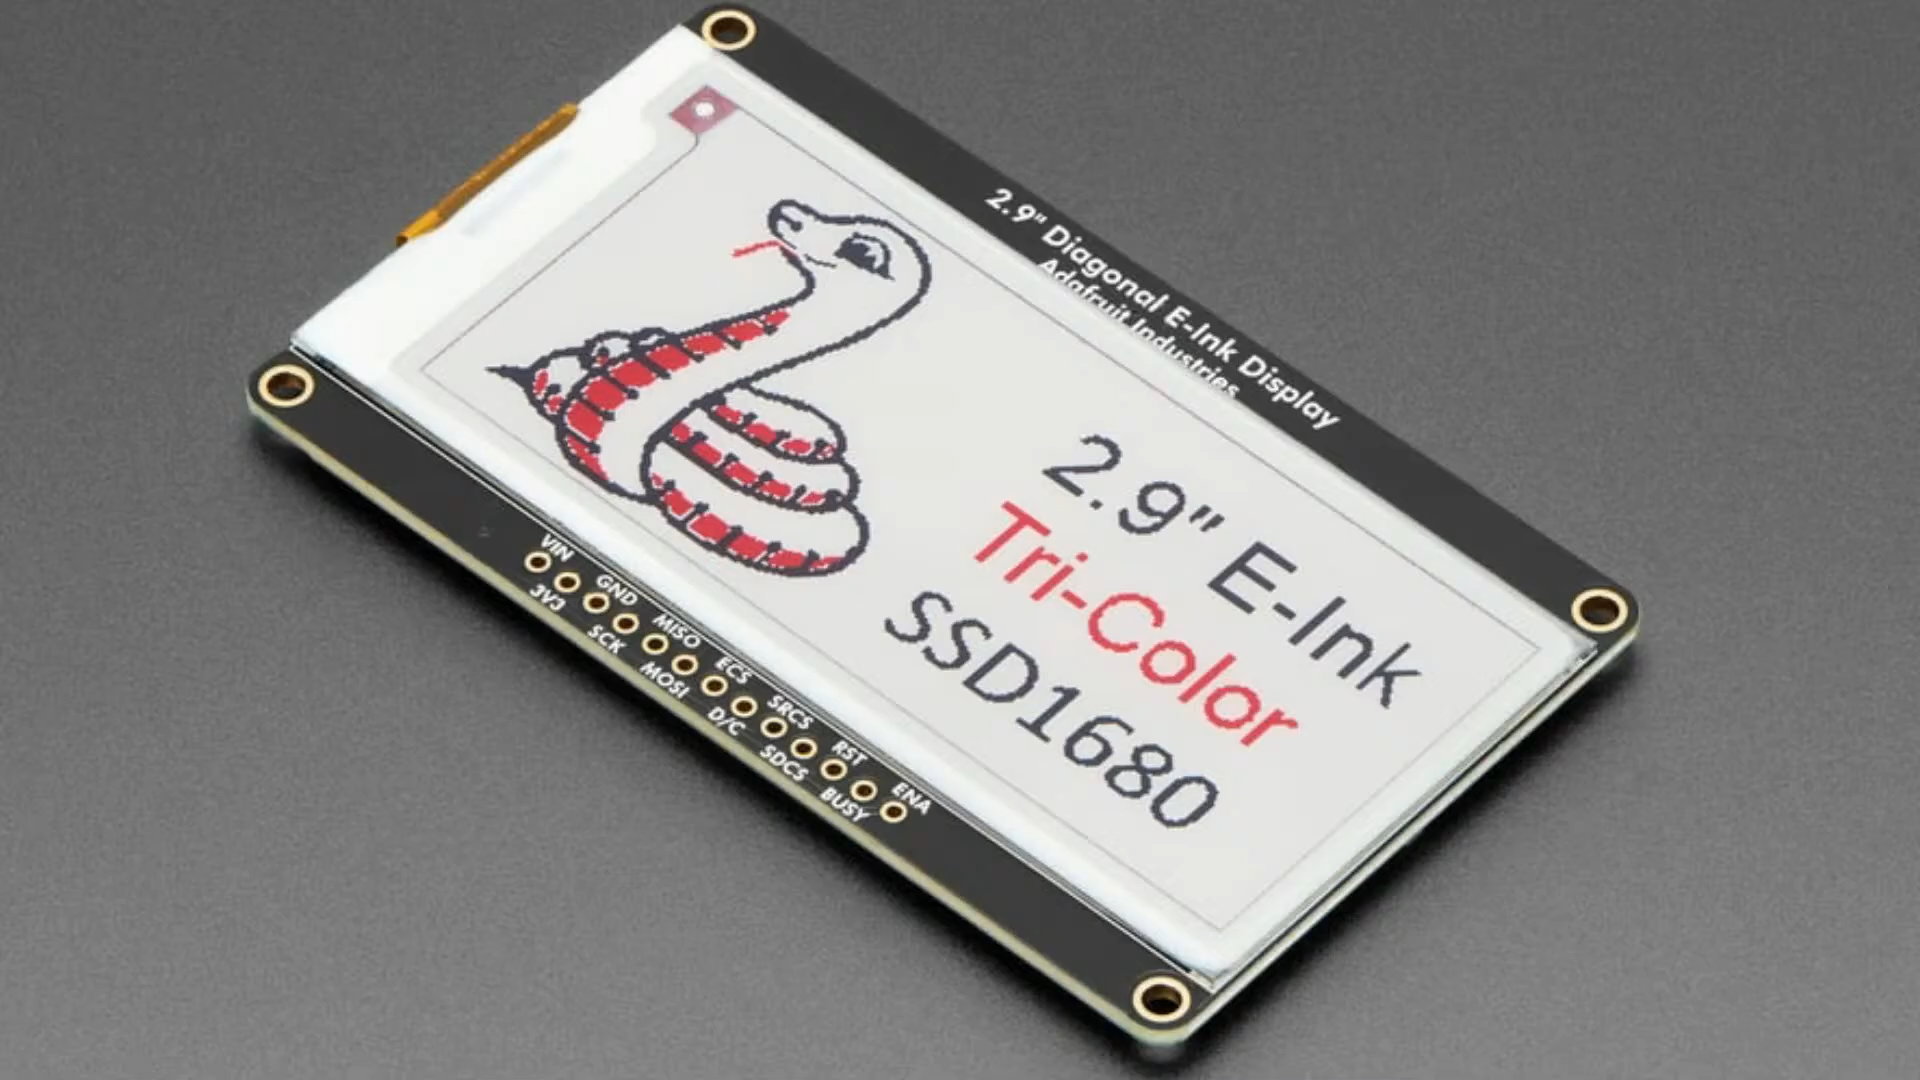 2.9" Diagonal E-Ink Display
Adafruit Industries
2.9" E-Ink
Tri-Color
SSD1680
VIN
3V3
GND
SCK
MISO
MOSI
ECS
D/C
SRCS
SDCS
RST
BUSY
ENA